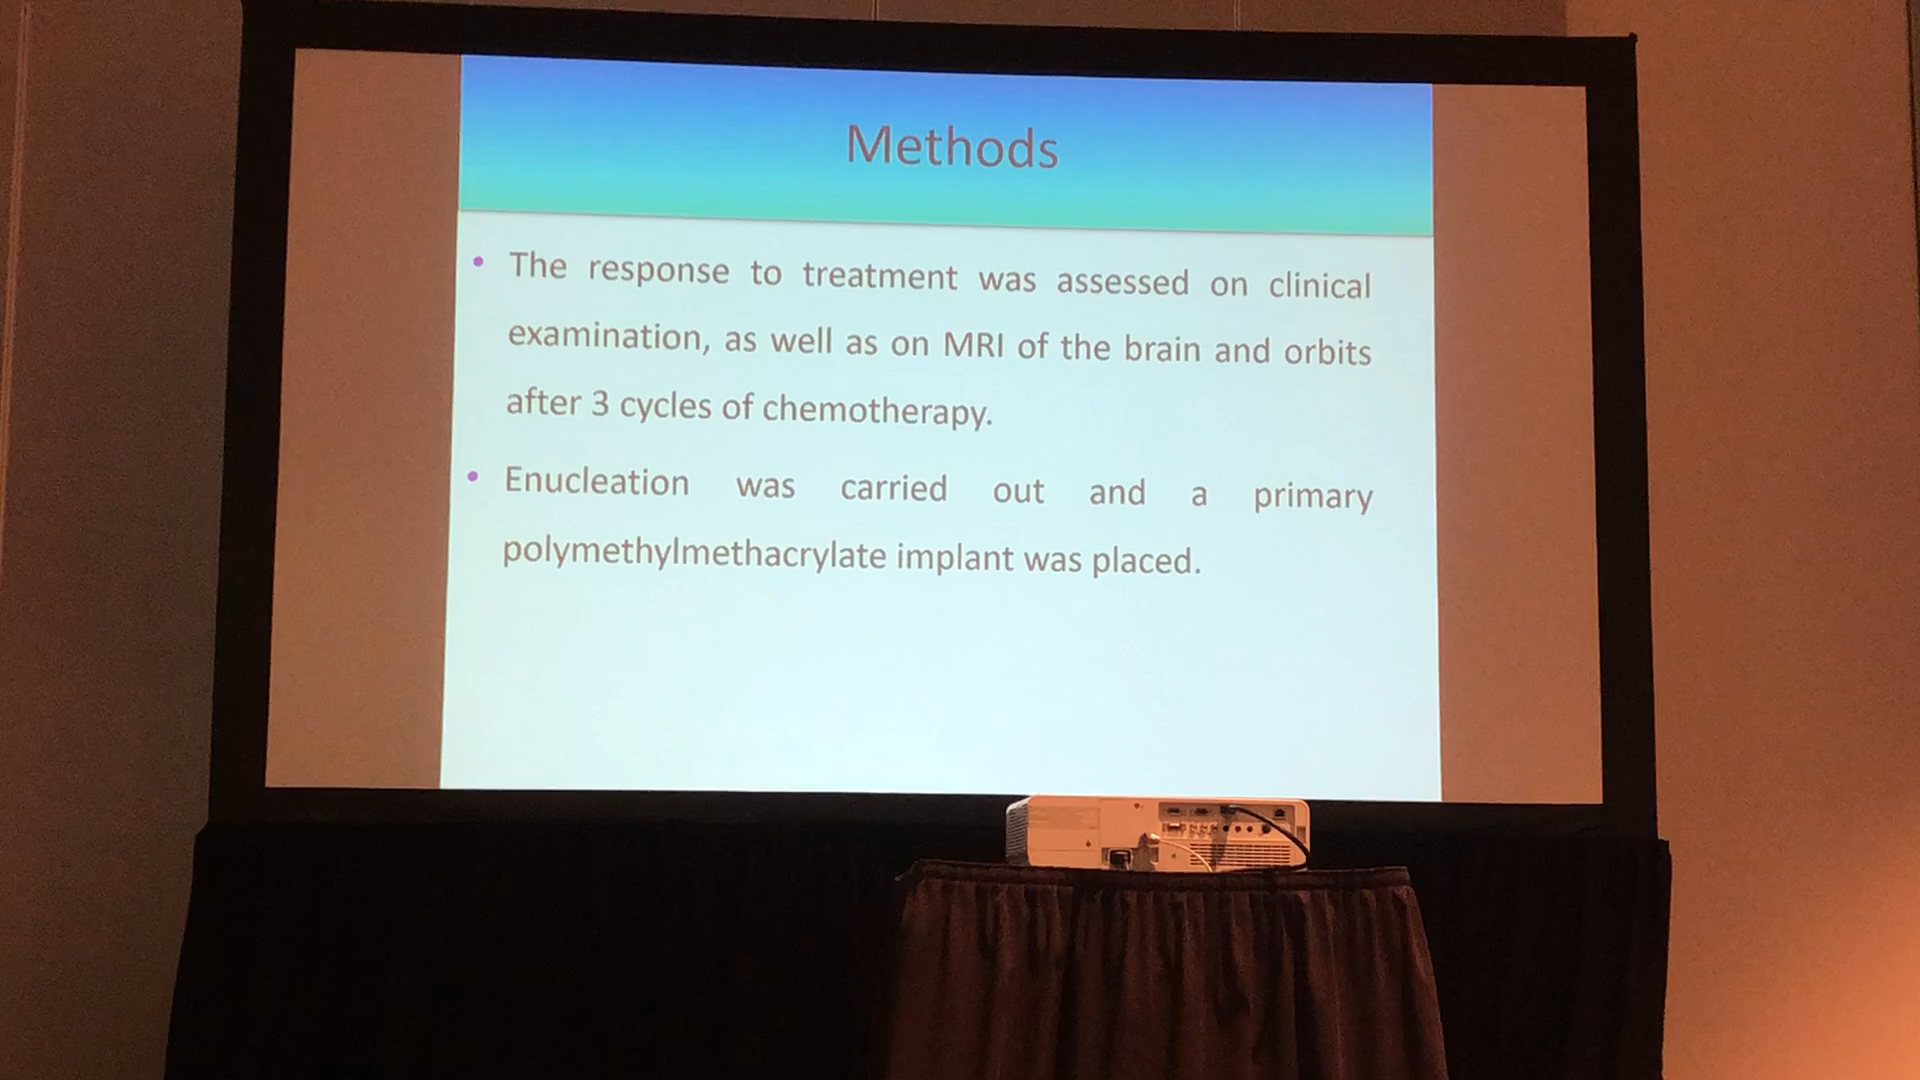 Methods
• The response to treatment was assessed on clinical
examination, as well as on MRI of the brain and orbits
after 3 cycles of chemotherapy.
• Enucleation was carried out and a primary
polymethylmethacrylate implant was placed.